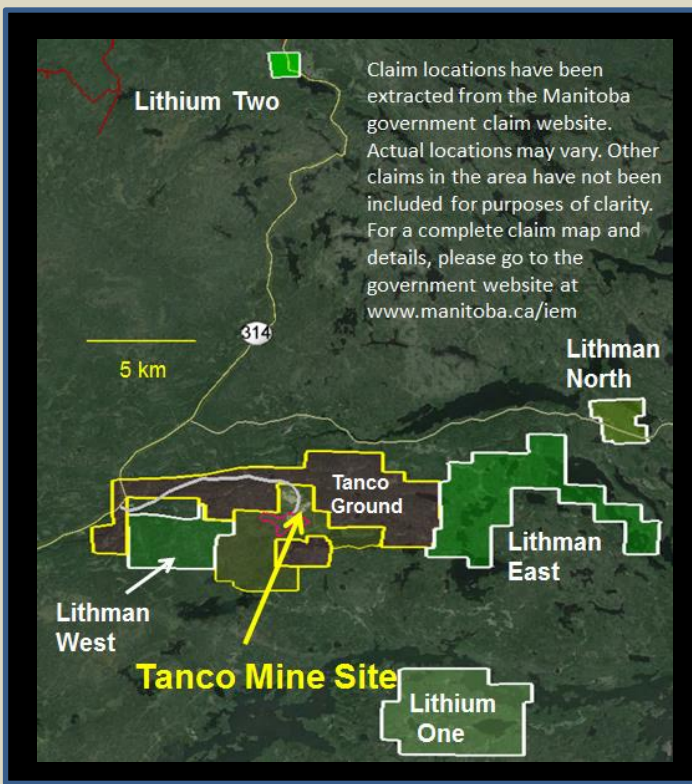 Lithium Two
Claim locations have been
extracted from the Manitoba
government claim website.
Actual locations may vary. Other
claims in the area have not been
included for purposes of clarity.
For a complete claim map and
details, please go to the
government website at
www.manitoba.ca/iem
314
5 km
Lithman
North
Tanco
Ground
Lithman
East
Lithman
West
Tanco Mine Site
Lithium
One